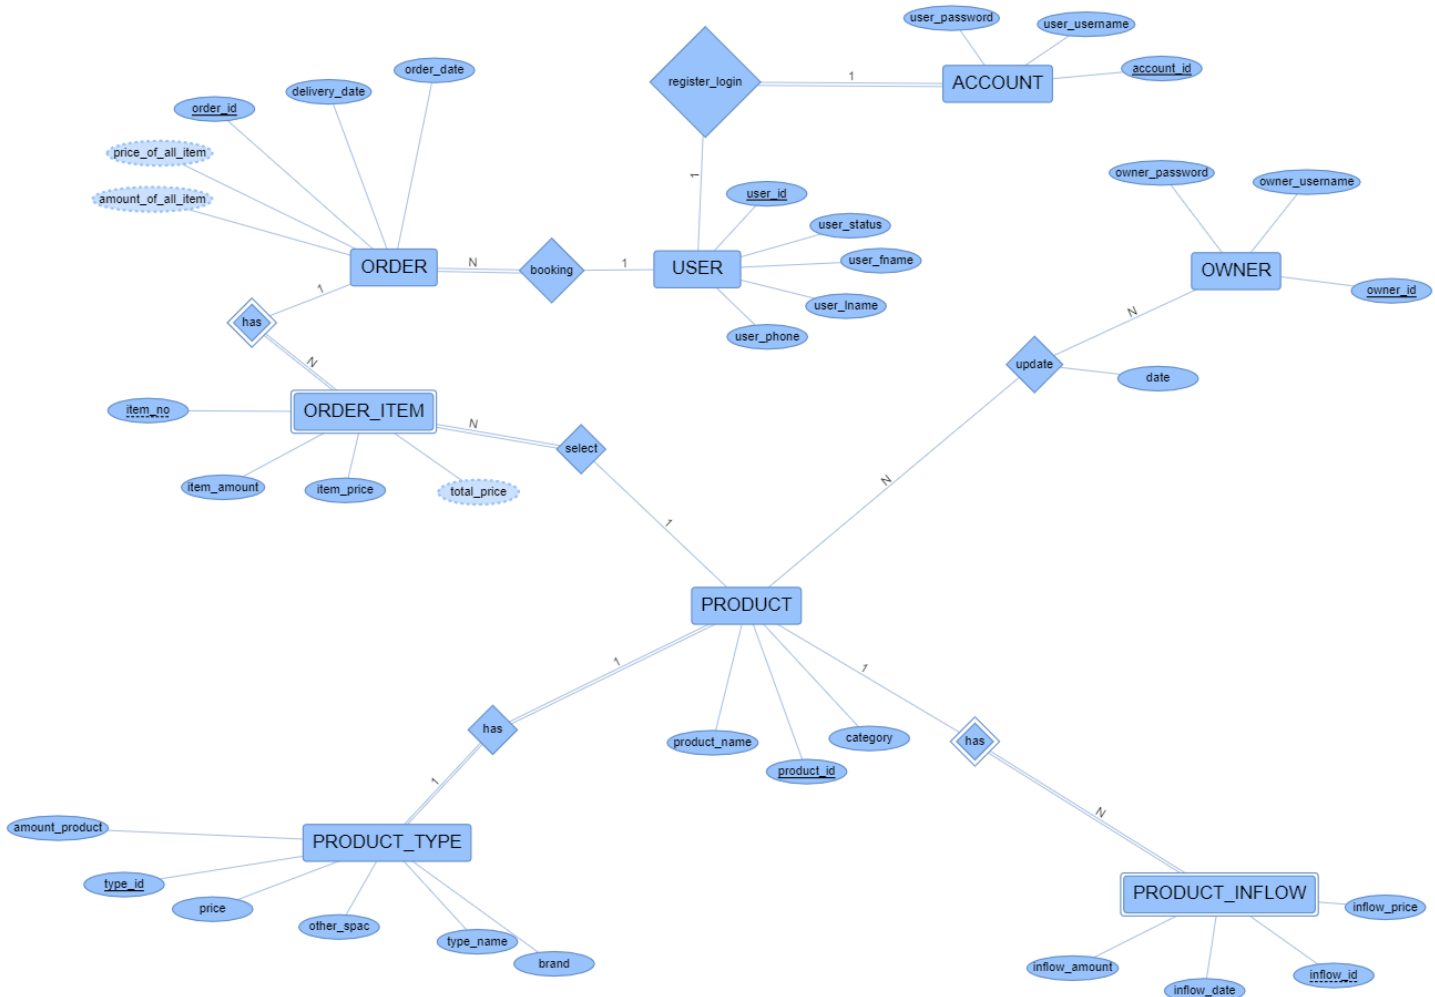 user_password
user_username
account_id
ACCOUNT
1
register_login
1
order_date
delivery_date
order_id
price_of_all_item
amount_of_all_item
ORDER
N
booking
1
USER
user_id
user_status
user_fname
user_lname
user_phone
owner_password
owner_username
OWNER
owner_id
N
update
date
N
1
has
N
ORDER_ITEM
item_no
item_amount
item_price
total_price
N
select
1
PRODUCT
product_name
product_id
category
1
has
1
PRODUCT_TYPE
amount_product
type_id
price
other_spac
type_name
brand
1
has
N
PRODUCT_INFLOW
inflow_price
inflow_amount
inflow_date
inflow_id